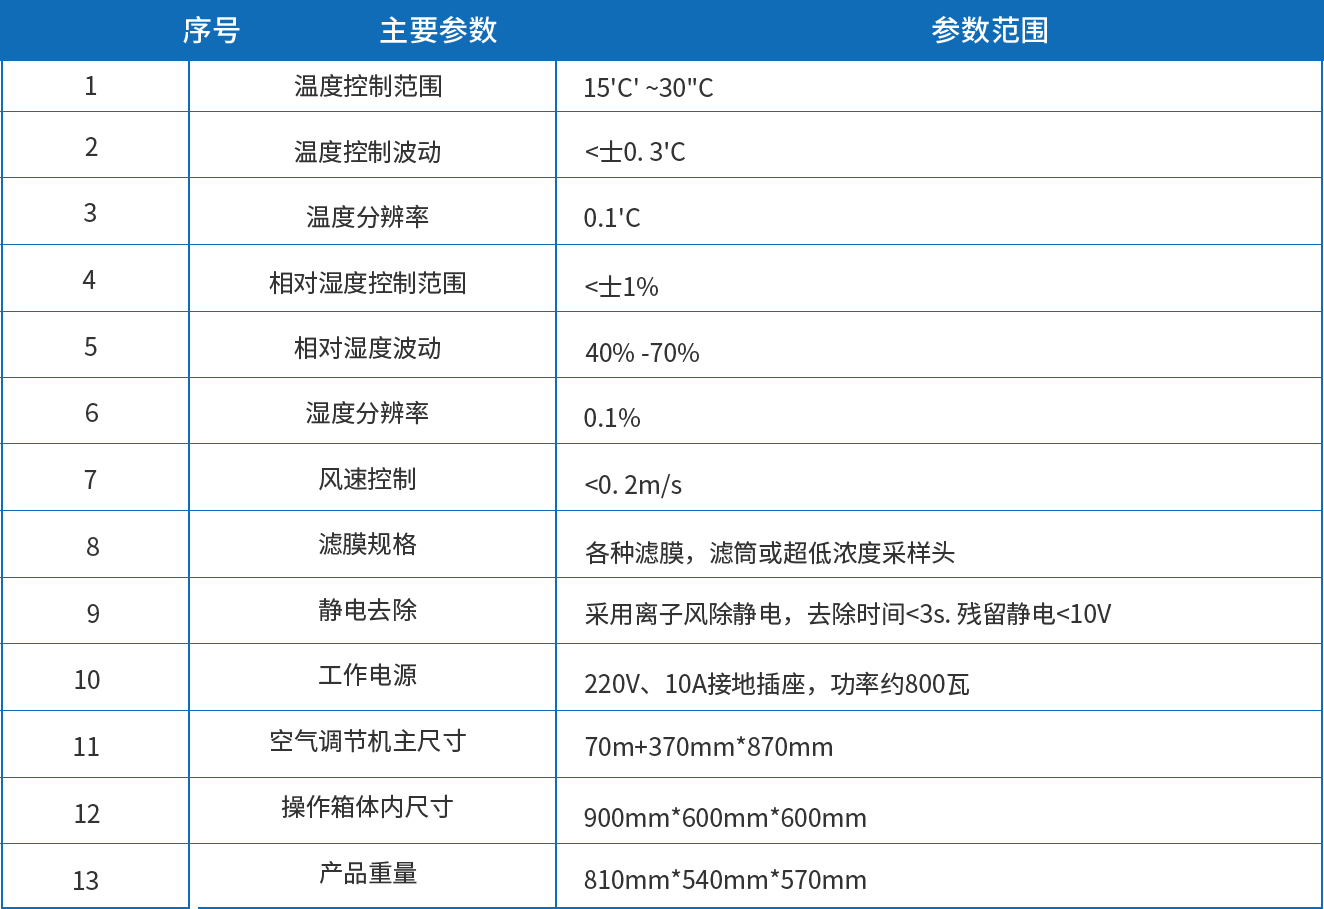 序号 主要参数 参数范围
1 温度控制范围 15'C' ~30"C
2 温度控制波动 <士0. 3'C
3 温度分辨率 0.1'C
4 相对湿度控制范围 <士1%
5 相对湿度波动 40% -70%
6 湿度分辨率 0.1%
7 风速控制 <0. 2m/s
8 滤膜规格 各种滤膜，滤筒或超低浓度采样头
9 静电去除 采用离子风除静电，去除时间<3s. 残留静电<10V
10 工作电源 220V、10A接地插座，功率约800瓦
11 空气调节机主尺寸 70m+370mm*870mm
12 操作箱体内尺寸 900mm*600mm*600mm
13 产品重量 810mm*540mm*570mm